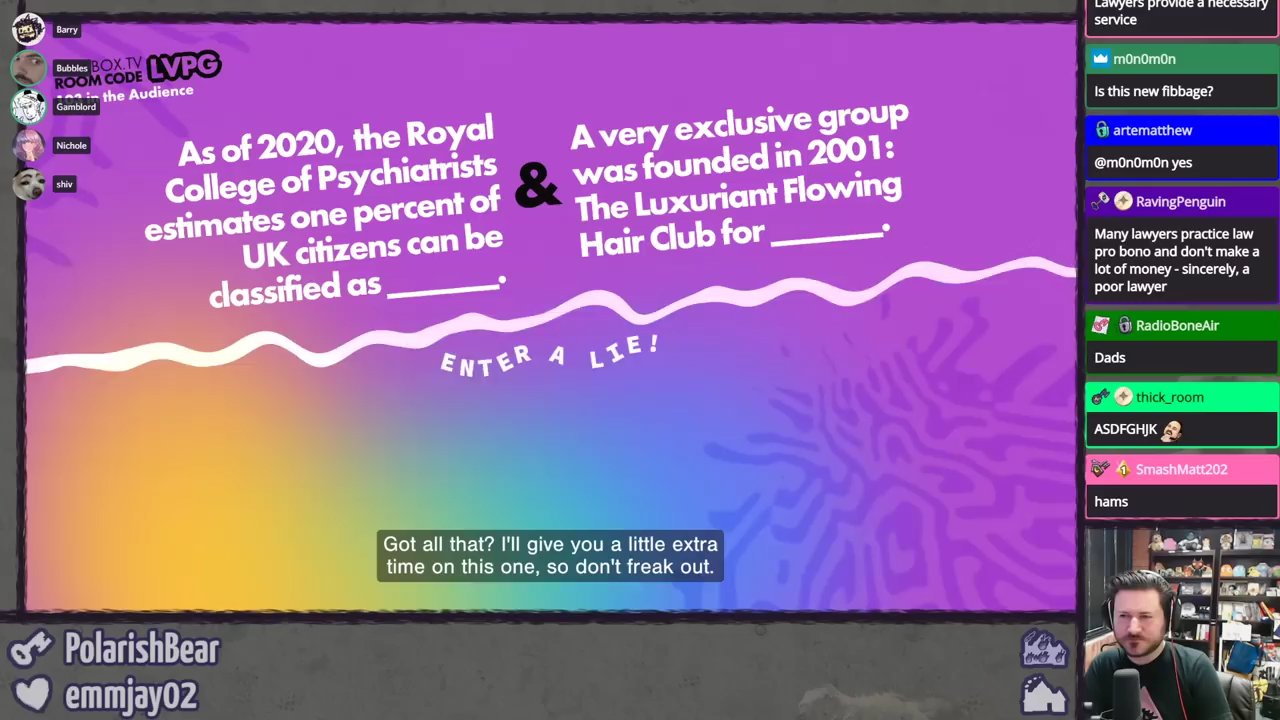 Barry
Bubbles
BOX.TV
ROOM CODE LVPG
in the Audience
Gamblord
Nichole
shiv
As of 2020, the Royal
College of Psychiatrists
estimates one percent of
UK citizens can be
classified as ________.
&
A very exclusive group
was founded in 2001:
The Luxuriant Flowing
Hair Club for ________.
ENTER A LIE!
Got all that? I'll give you a little extra
time on this one, so don't freak out.
PolarishBear
emmjay02
Lawyers provide a necessary
service
m0n0m0n
Is this new fibbage?
artematthew
@m0n0m0n yes
RavingPenguin
Many lawyers practice law
pro bono and don't make a
lot of money - sincerely, a
poor lawyer
RadioBoneAir
Dads
thick_room
ASDFGHJK
SmashMatt202
hams